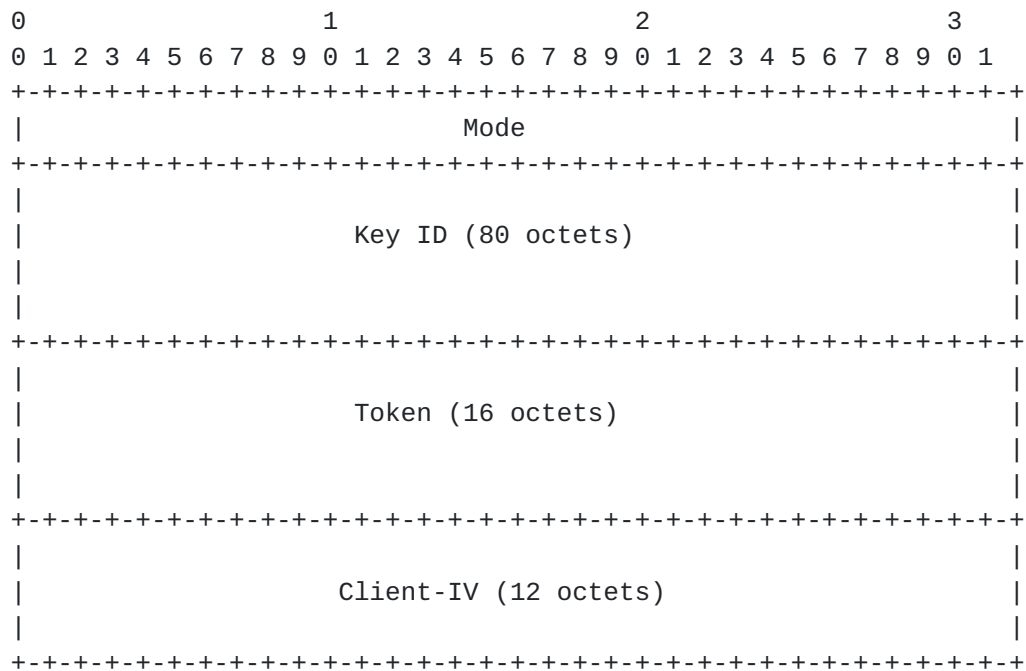 0                   1                   2                   3
0 1 2 3 4 5 6 7 8 9 0 1 2 3 4 5 6 7 8 9 0 1 2 3 4 5 6 7 8 9 0 1
+-+-+-+-+-+-+-+-+-+-+-+-+-+-+-+-+-+-+-+-+-+-+-+-+-+-+-+-+-+-+-+-+
|                            Mode                               |
+-+-+-+-+-+-+-+-+-+-+-+-+-+-+-+-+-+-+-+-+-+-+-+-+-+-+-+-+-+-+-+-+
|                                                               |
|                     Key ID (80 octets)                        |
|                                                               |
|                                                               |
+-+-+-+-+-+-+-+-+-+-+-+-+-+-+-+-+-+-+-+-+-+-+-+-+-+-+-+-+-+-+-+-+
|                                                               |
|                     Token (16 octets)                         |
|                                                               |
|                                                               |
+-+-+-+-+-+-+-+-+-+-+-+-+-+-+-+-+-+-+-+-+-+-+-+-+-+-+-+-+-+-+-+-+
|                                                               |
|                    Client-IV (12 octets)                      |
|                                                               |
+-+-+-+-+-+-+-+-+-+-+-+-+-+-+-+-+-+-+-+-+-+-+-+-+-+-+-+-+-+-+-+-+